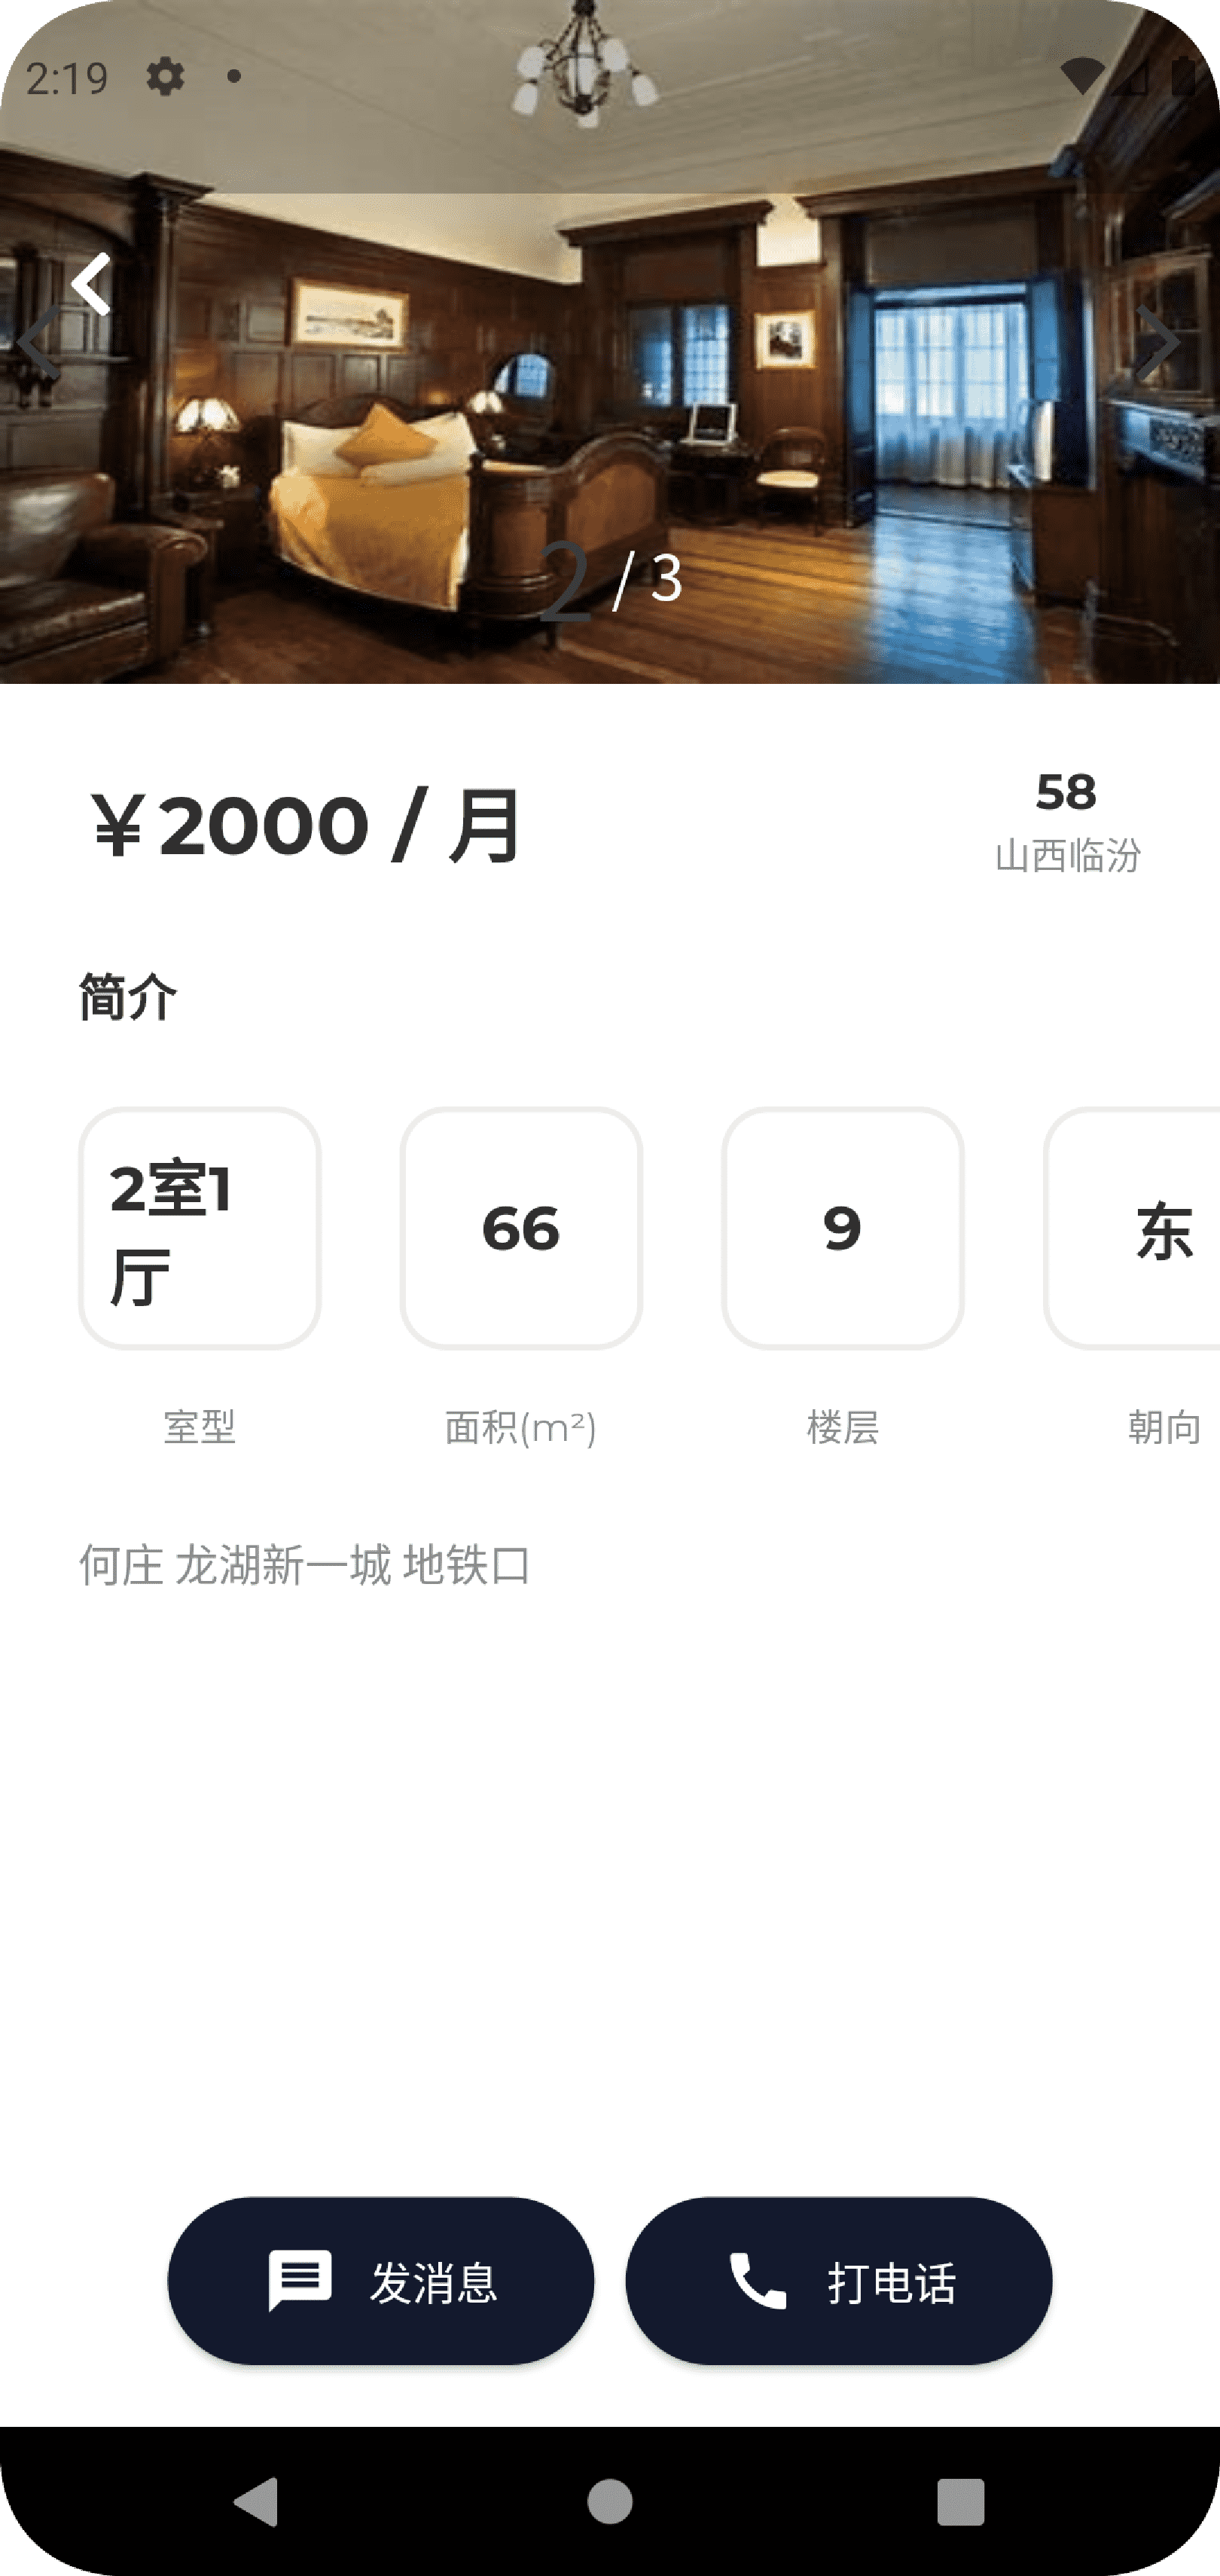 2:19
2 / 3
¥2000 / 月
58
山西临汾
简介
2室1
厅
66
9
东
室型
面积(m²)
楼层
朝向
何庄 龙湖新一城 地铁口
发消息
打电话